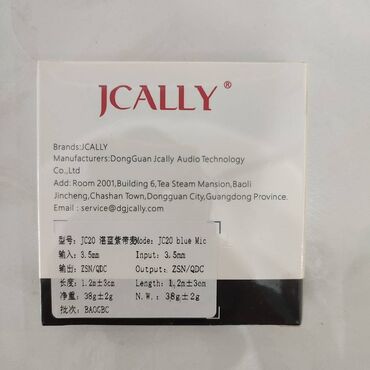 JCALLY®
Brands:JCALLY
Manufacturers:DongGuan Jcally Audio Technology
Co.,Ltd
Add: Room 2001,Building 6,Tea Steam Mansion,Baoli
Jincheng,Chashan Town,Dongguan City,Guangdong Province.
Email : service@dgjcally.com
型号: JC20 湛蓝紫带麦Mode: JC20 blue Mic
输入: 3.5mm Input: 3.5mm
输出: ZSN/QDC Output: ZSN/QDC
长度: 1.2m±3cm Length: 1.2m±3cm
净重: 38g±2g N.W.: 38g±2g
批次: BAOGBC